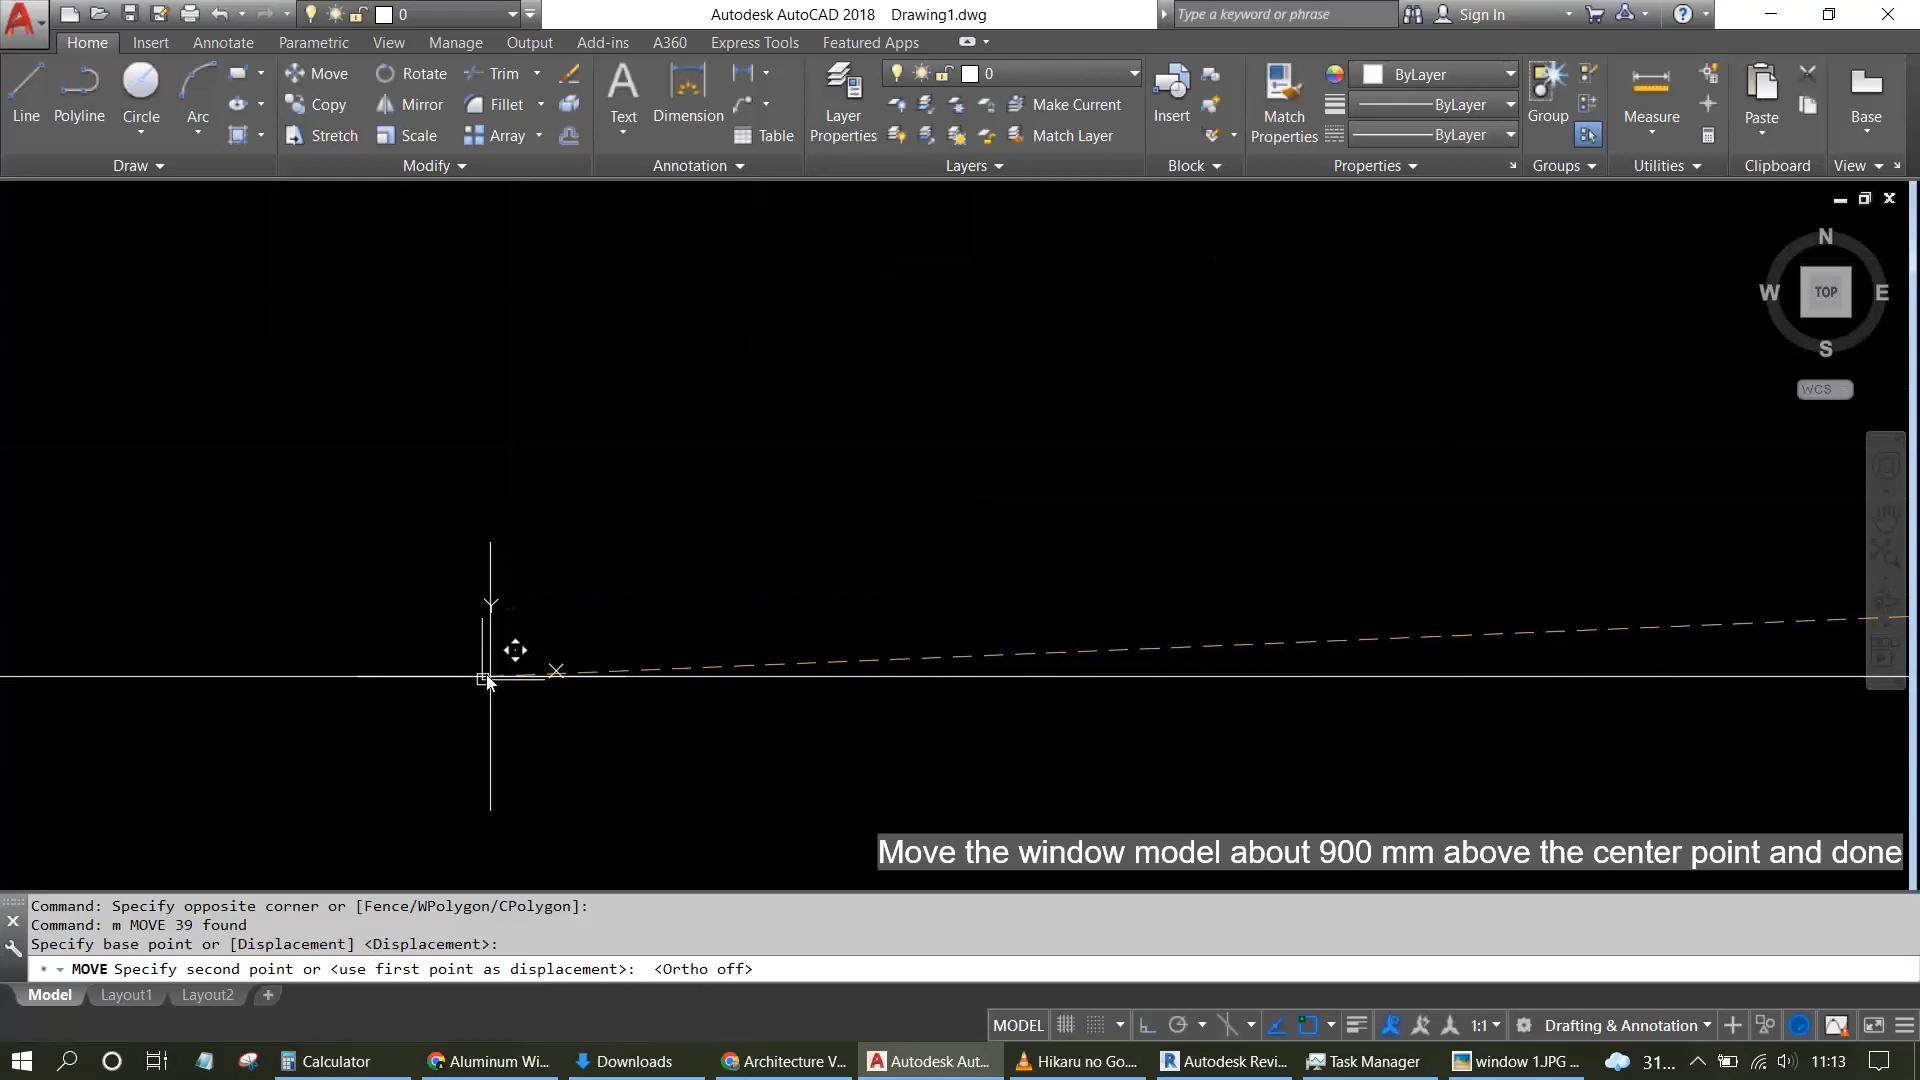 Autodesk AutoCAD 2018 Drawing1.dwg
0
Type a keyword or phrase
Sign In
Home Insert Annotate Parametric View Manage Output Add-ins A360 Express Tools Featured Apps
Line
Polyline
Circle
Arc
Draw
Move
Rotate
Trim
Copy
Mirror
Fillet
Stretch
Scale
Array
Modify
Text
Dimension
Table
Annotation
Layer
Properties
0
Make Current
Match Layer
Layers
Insert
Block
Match
Properties
ByLayer
ByLayer
ByLayer
Properties
Group
Groups
Measure
Utilities
Paste
Clipboard
Base
View
N
W
TOP
E
S
WCS
Y
X
Move the window model about 900 mm above the center point and done
Command: Specify opposite corner or [Fence/WPolygon/CPolygon]:
Command: m MOVE 39 found
Specify base point or [Displacement] <Displacement>:
MOVE Specify second point or <use first point as displacement>: <Ortho off>
Model Layout1 Layout2
MODEL
1:1
Drafting & Annotation
Calculator
Aluminum Wi...
Downloads
Architecture V...
Autodesk Aut...
Hikaru no Go...
Autodesk Revi...
Task Manager
window 1.JPG ...
31...
11:13